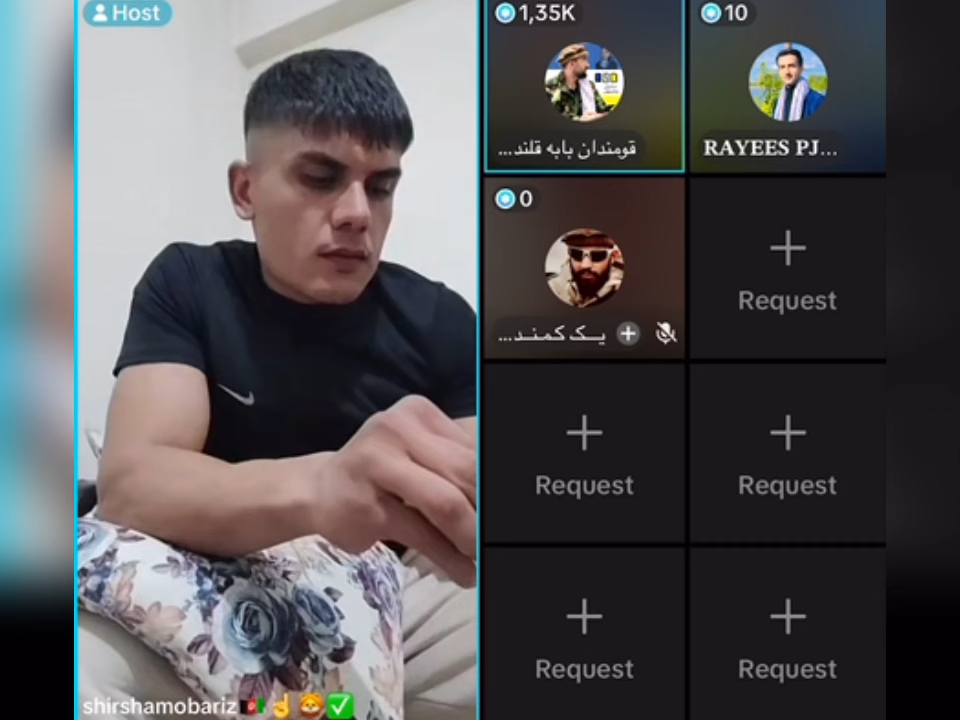 Host
1,35K
10
قومندان بابه قلند...
RAYEES PJ...
0
یک کمند...
Request
Request
Request
Request
Request
shirshamobariz🇦🇫☝🦁✅